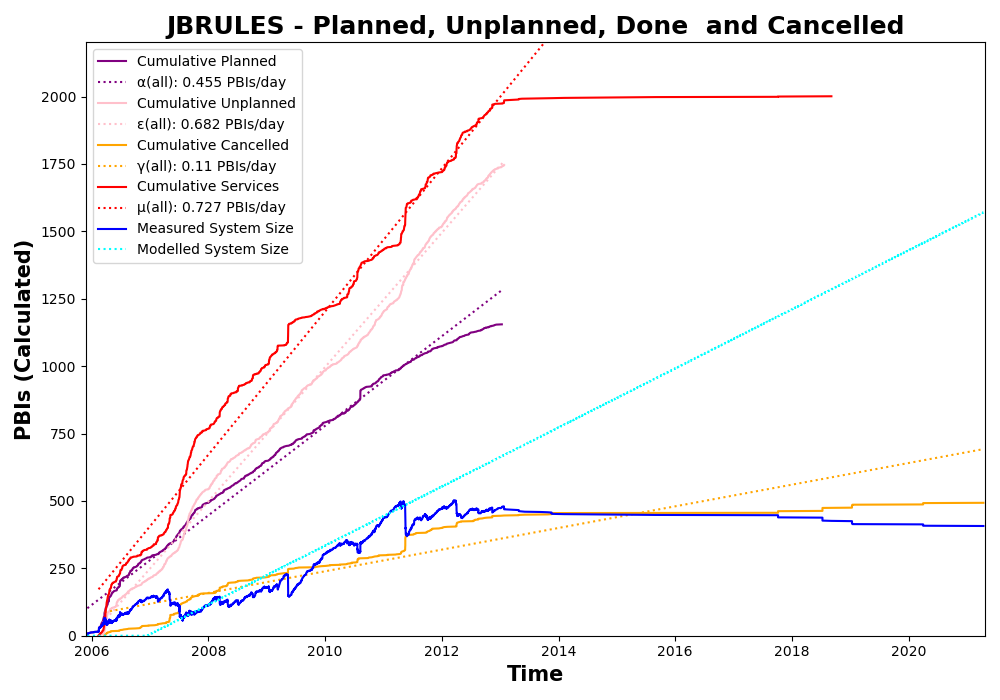 JBRULES - Planned, Unplanned, Done  and Cancelled
Cumulative Planned
α(all): 0.455 PBIs/day
Cumulative Unplanned
ε(all): 0.682 PBIs/day
Cumulative Cancelled
γ(all): 0.11 PBIs/day
Cumulative Services
μ(all): 0.727 PBIs/day
Measured System Size
Modelled System Size
PBIs (Calculated)
2000
1750
1500
1250
1000
750
500
250
0
2006 2008 2010 2012 2014 2016 2018 2020
Time